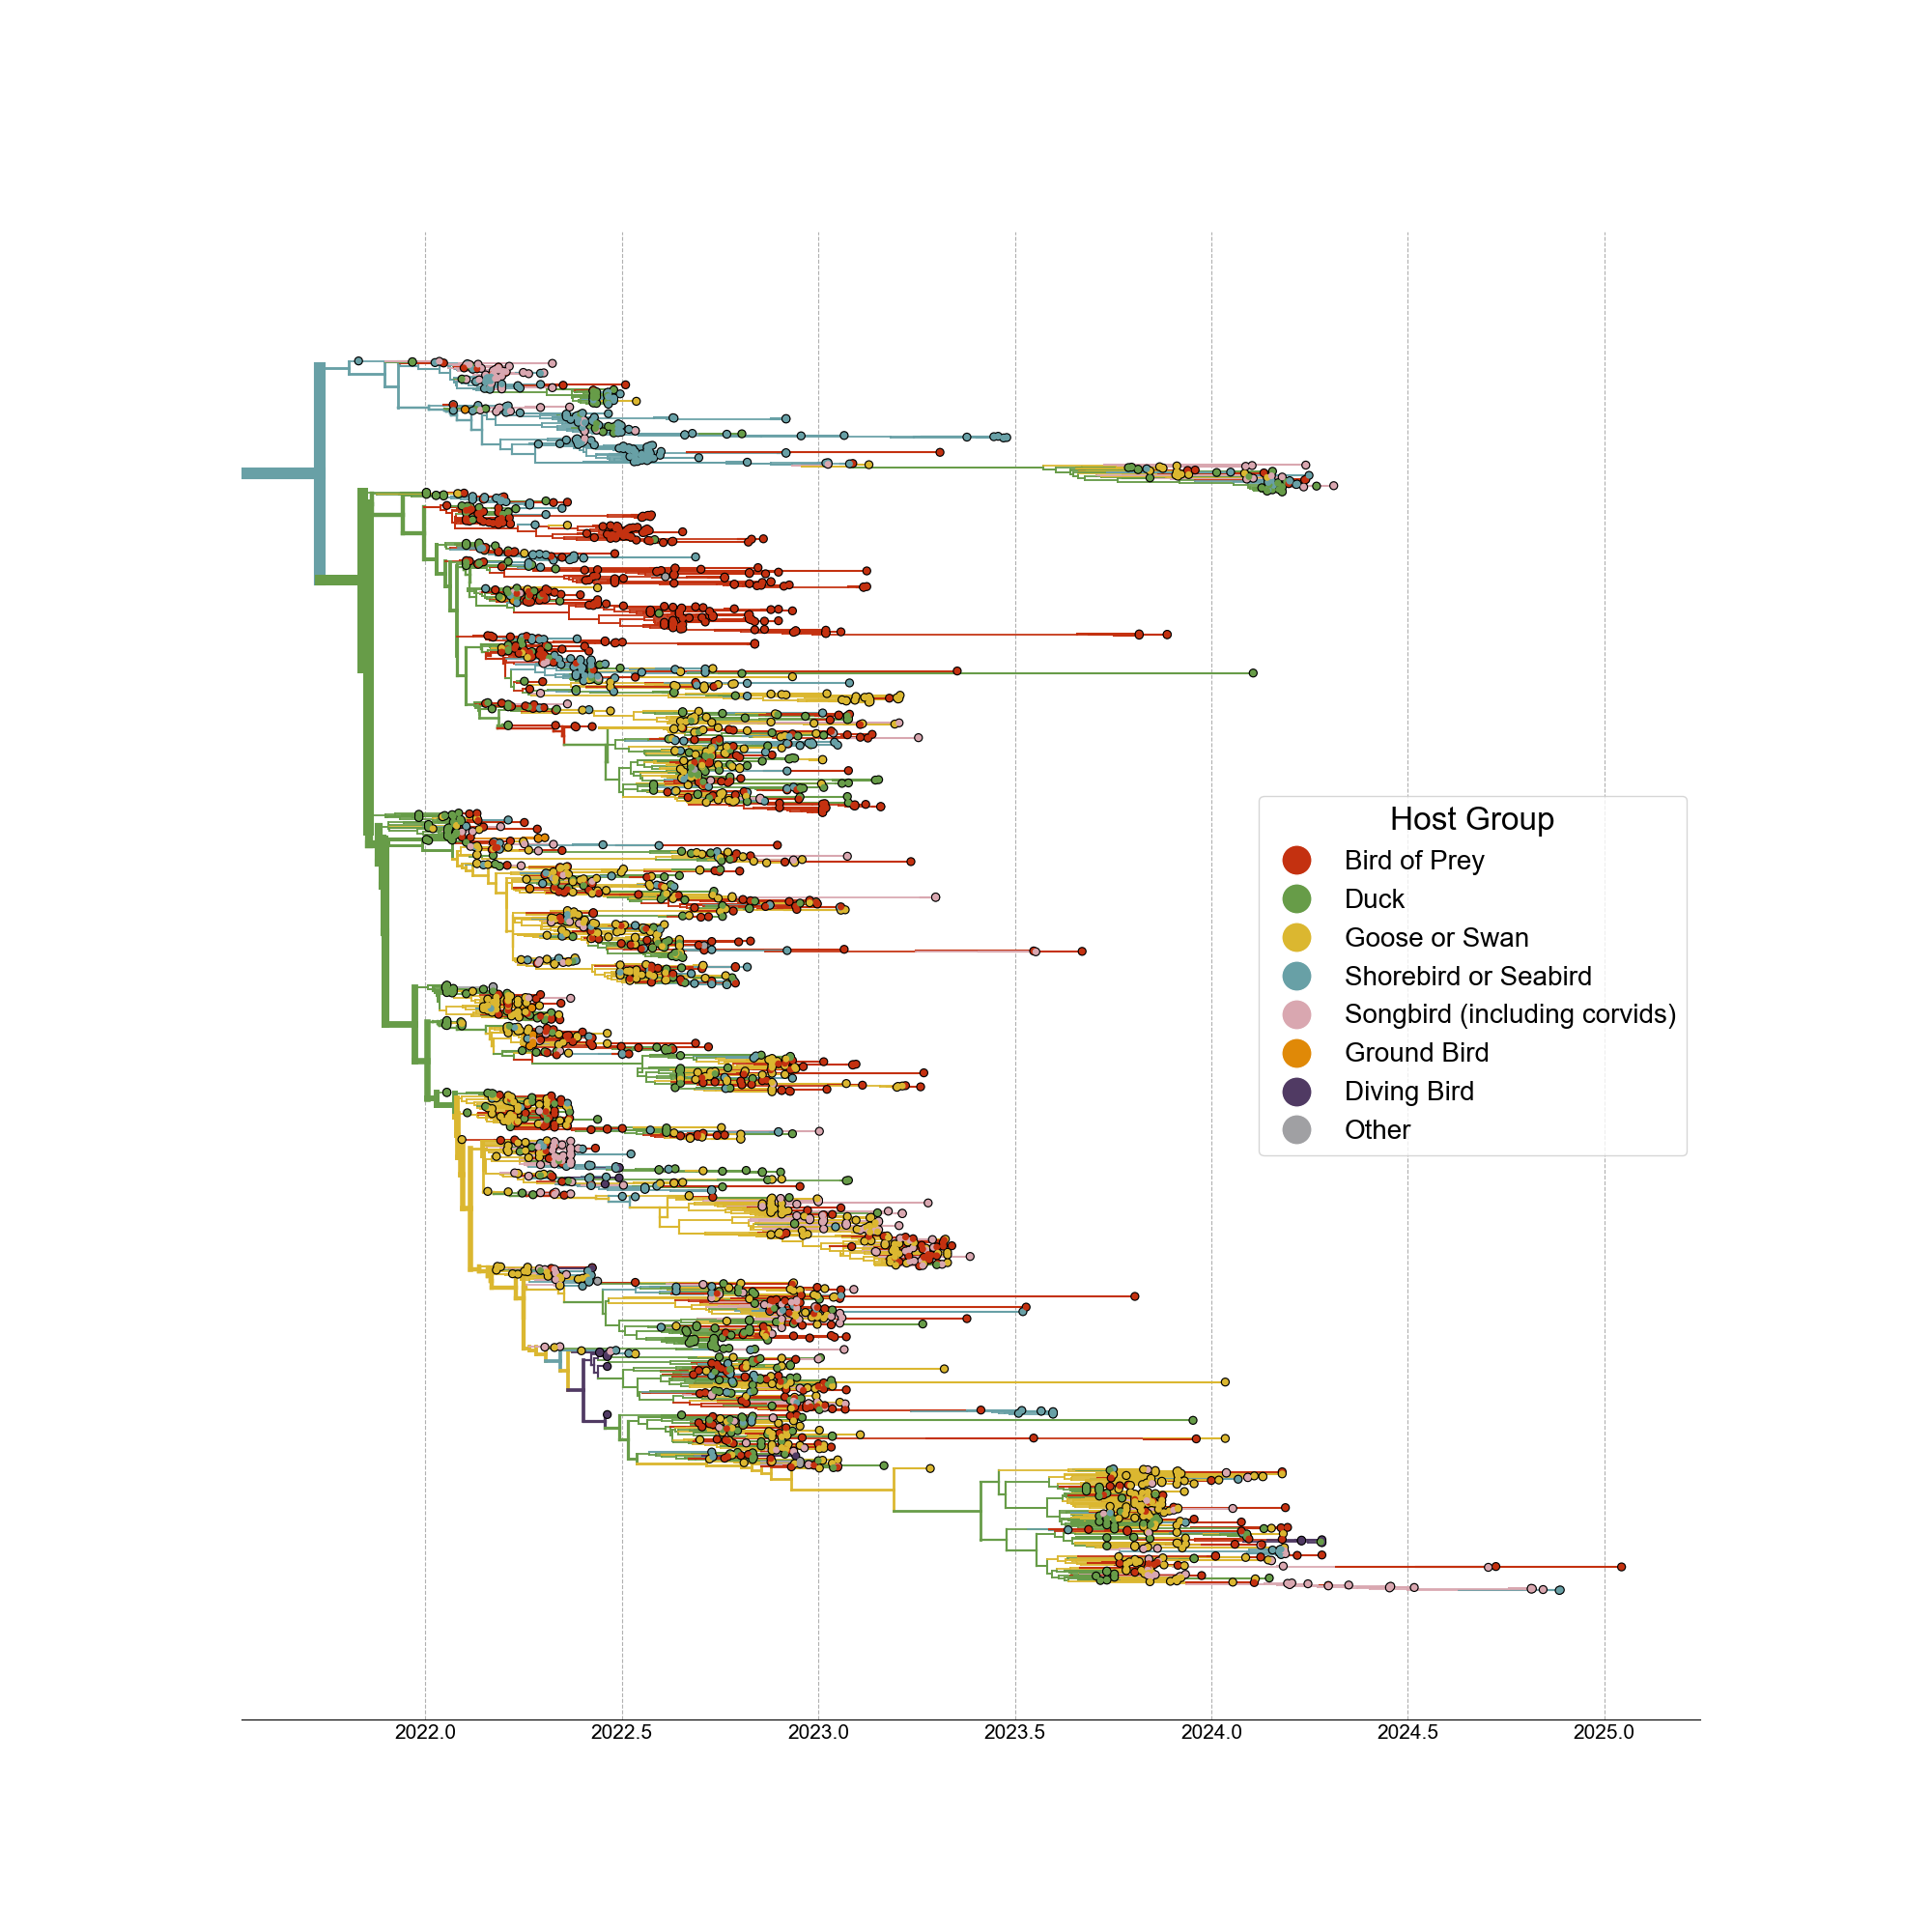 Host Group
Bird of Prey
Duck
Goose or Swan
Shorebird or Seabird
Songbird (including corvids)
Ground Bird
Diving Bird
Other
2022.0 2022.5 2023.0 2023.5 2024.0 2024.5 2025.0